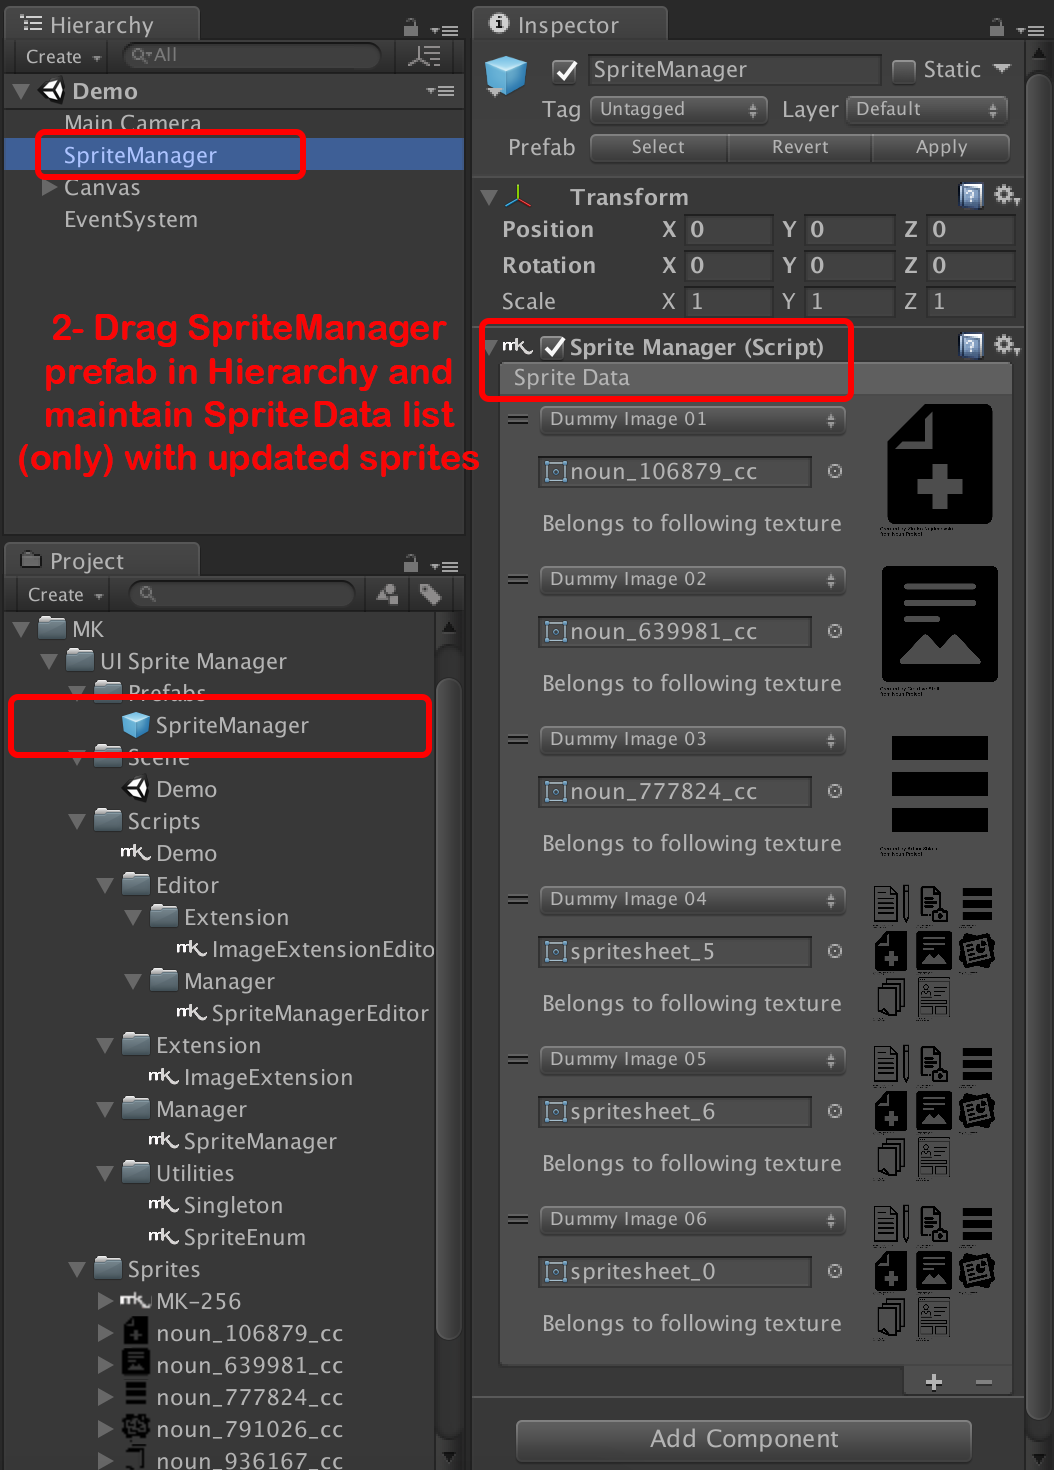 Hierarchy
Create
All
Demo
Main Camera
SpriteManager
Canvas
EventSystem
2- Drag SpriteManager
prefab in Hierarchy and
maintain SpriteData list
(only) with updated sprites
Project
Create
MK
UI Sprite Manager
Prefabs
SpriteManager
Scene
Demo
Scripts
Demo
Editor
Extension
ImageExtensionEdito
Manager
SpriteManagerEditor
Extension
ImageExtension
Manager
SpriteManager
Utilities
Singleton
SpriteEnum
Sprites
MK-256
noun_106879_cc
noun_639981_cc
noun_777824_cc
noun_791026_cc
noun_936167_cc
Inspector
SpriteManager
Static
Tag Untagged Layer Default
Prefab Select Revert Apply
Transform
Position X 0 Y 0 Z 0
Rotation X 0 Y 0 Z 0
Scale X 1 Y 1 Z 1
Sprite Manager (Script)
Sprite Data
Dummy Image 01
noun_106879_cc
Belongs to following texture
Dummy Image 02
noun_639981_cc
Belongs to following texture
Dummy Image 03
noun_777824_cc
Belongs to following texture
Dummy Image 04
spritesheet_5
Belongs to following texture
Dummy Image 05
spritesheet_6
Belongs to following texture
Dummy Image 06
spritesheet_0
Belongs to following texture
Add Component